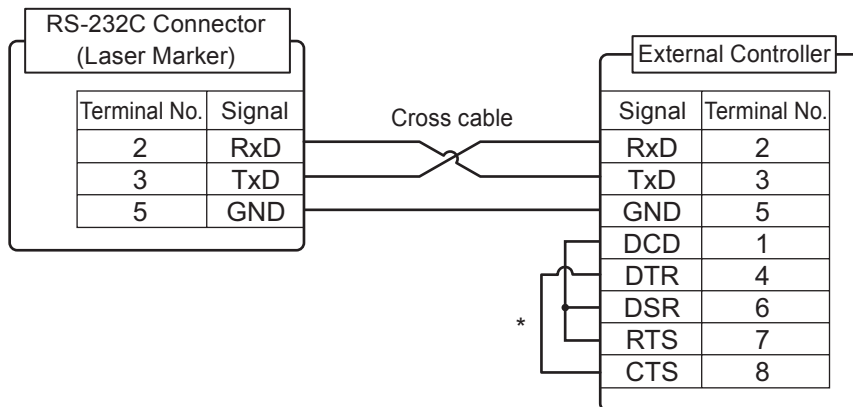 RS-232C Connector
(Laser Marker)
External Controller
Terminal No. Signal
2 RxD
3 TxD
5 GND
Cross cable
Signal Terminal No.
RxD 2
TxD 3
GND 5
DCD 1
DTR 4
DSR 6
RTS 7
CTS 8
*